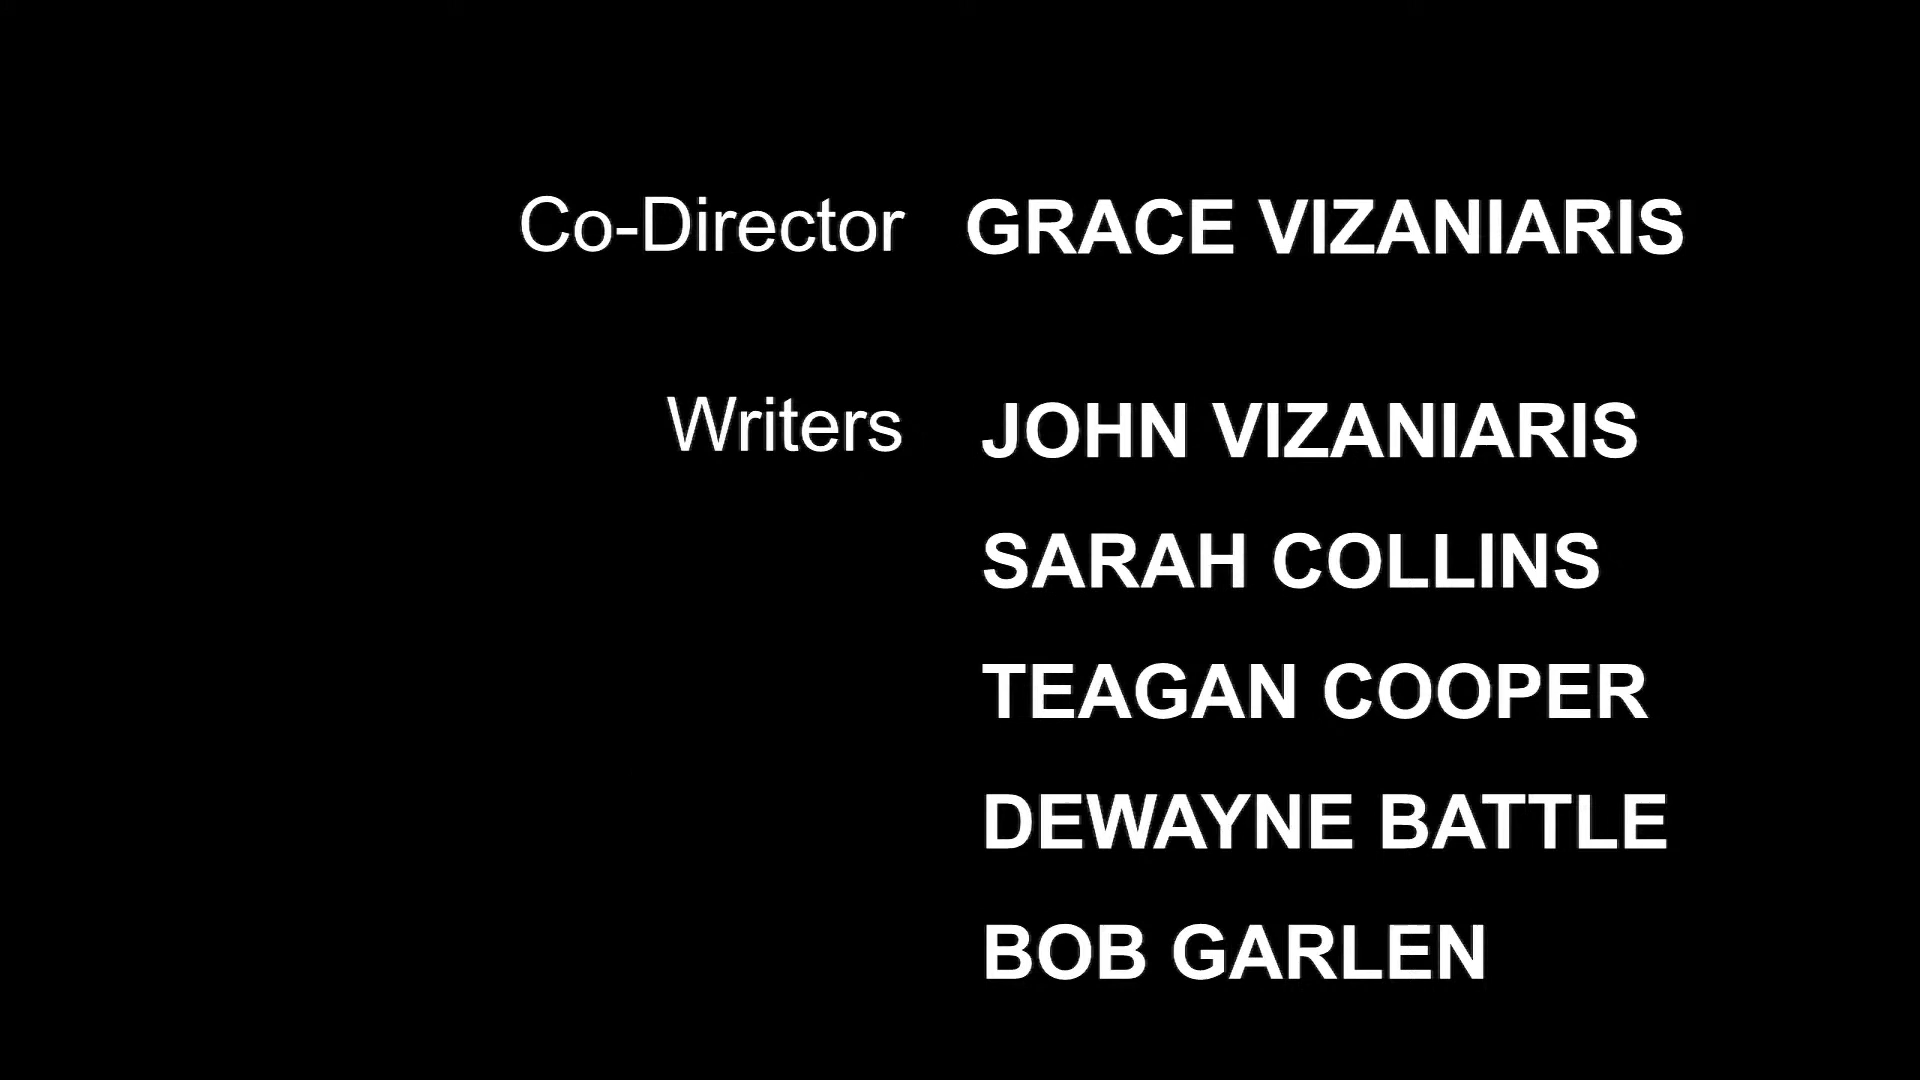 Co-Director GRACE VIZANIARIS
Writers JOHN VIZANIARIS
SARAH COLLINS
TEAGAN COOPER
DEWAYNE BATTLE
BOB GARLEN